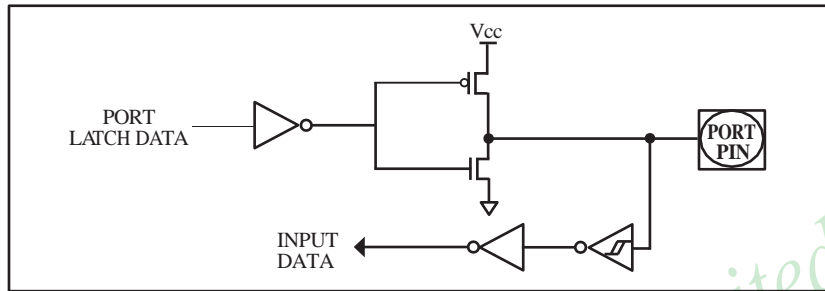 Vcc
PORT
LATCH DATA
PORT
PIN
INPUT
DATA